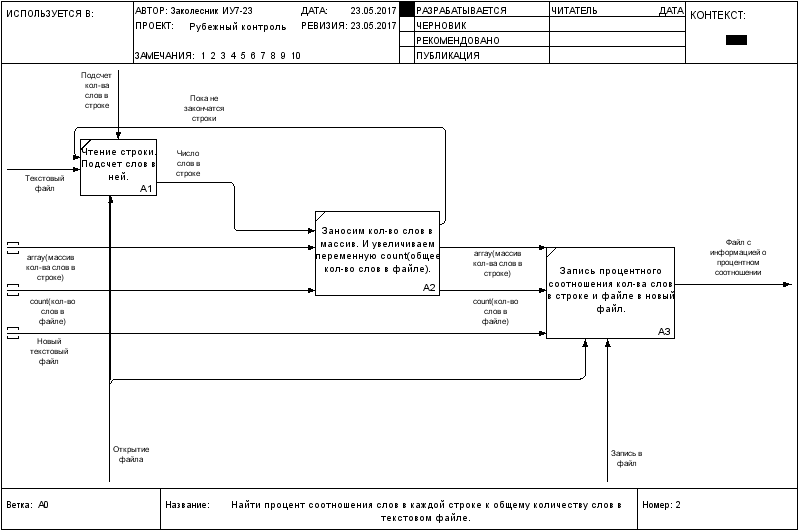 ИСПОЛЬЗУЕТСЯ В:
АВТОР: Заколесник ИУ7-23
ДАТА: 23.05.2017
ПРОЕКТ: Рубежный контроль
РЕВИЗИЯ: 23.05.2017
ЗАМЕЧАНИЯ: 1 2 3 4 5 6 7 8 9 10
РАЗРАБАТЫВАЕТСЯ
ЧЕРНОВИК
РЕКОМЕНДОВАНО
ПУБЛИКАЦИЯ
ЧИТАТЕЛЬ
ДАТА
КОНТЕКСТ:
Подсчет
кол-ва
слов в
строке
Пока не
закончатся
строки
Чтение строки.
Подсчет слов в
ней.
A1
Текстовый
файл
Число
слов в
строке
Заносим кол-во слов в
массив. И увеличиваем
переменную count(общее
кол-во слов в файле).
A2
array(массив
кол-ва слов в
строке)
count(кол-во
слов в
файле)
Новый
текстовый
файл
array(массив
кол-ва слов в
строке)
count(кол-во
слов в
файле)
Запись процентного
соотношения кол-ва слов
в строке и файле в новый
файл.
A3
Файл с
информацией о
процентном
соотношении
Открытие
файла
Запись в
файл
Ветка: A0
Название: Найти процент соотношения слов в каждой строке к общему количеству слов в
текстовом файле.
Номер: 2